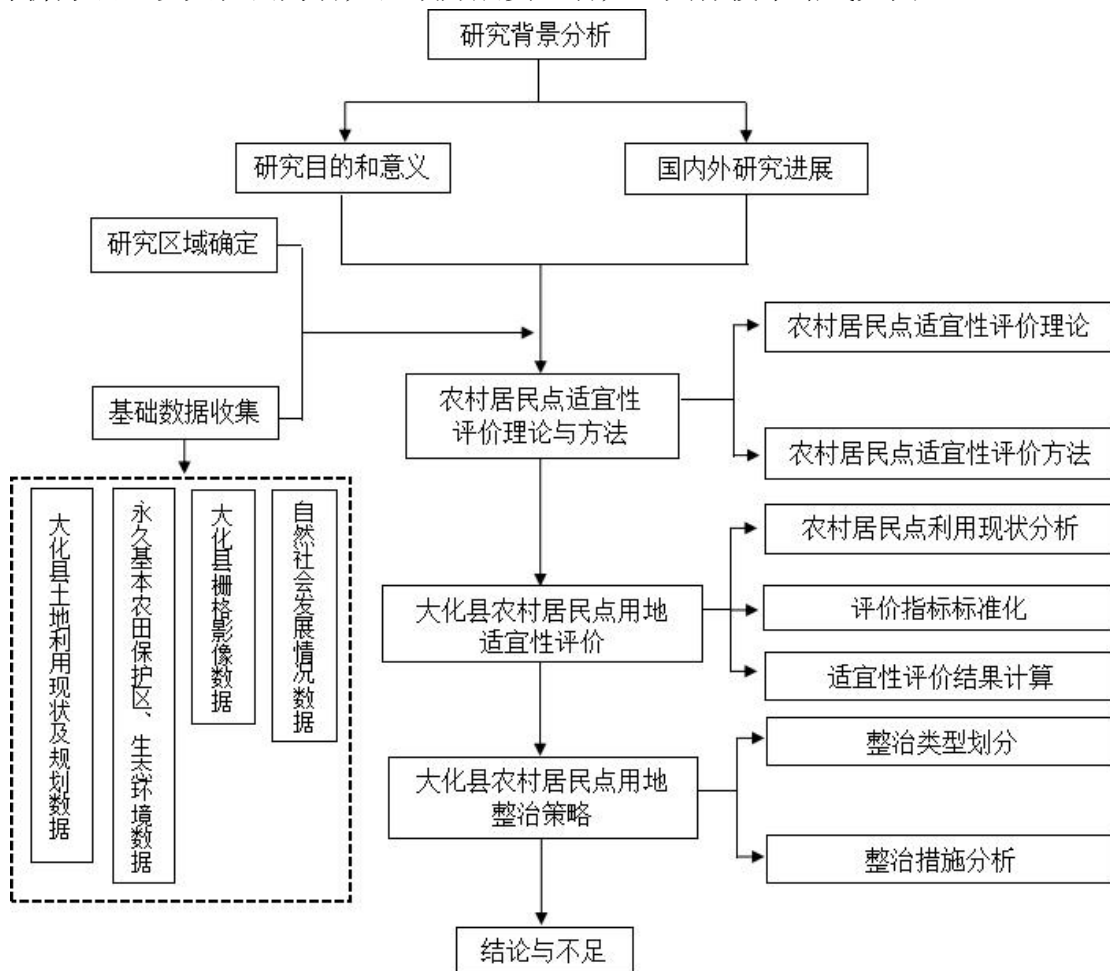 研究背景分析
研究目的和意义
国内外研究进展
研究区域确定
基础数据收集
大化县土地利用现状及规划数据
永久基本农田保护区、生态环境数据
大化县栅格影像数据
自然社会发展情况数据
农村居民点适宜性
评价理论与方法
农村居民点适宜性评价理论
农村居民点适宜性评价方法
大化县农村居民点用地
适宜性评价
农村居民点利用现状分析
评价指标标准化
适宜性评价结果计算
大化县农村居民点用地
整治策略
整治类型划分
整治措施分析
结论与不足